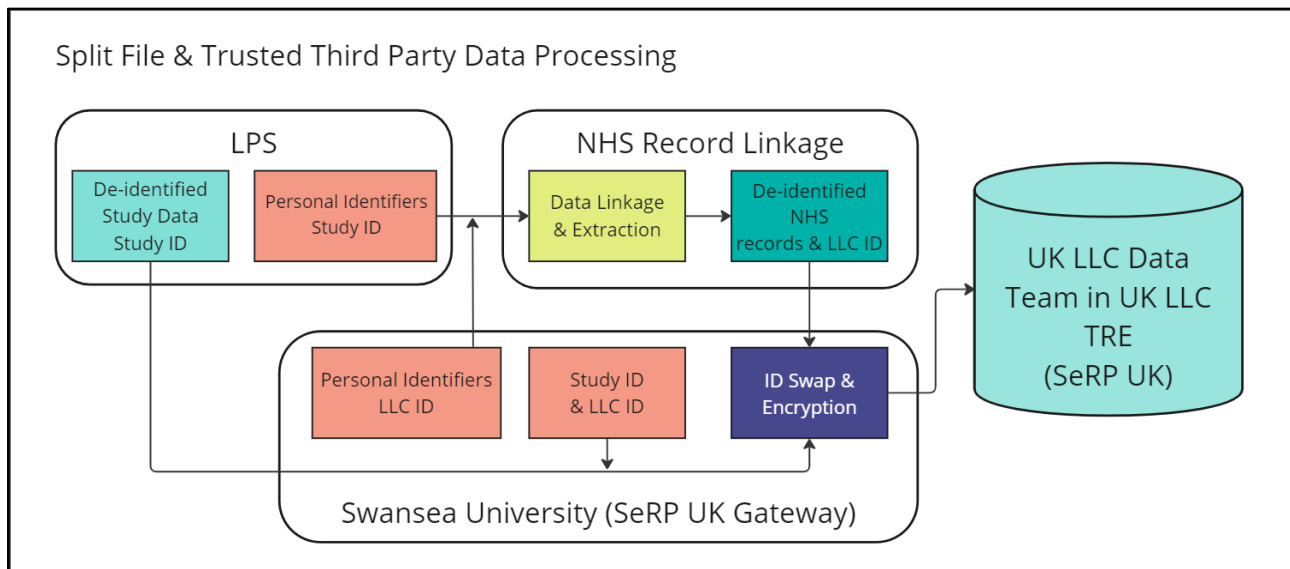 Split File & Trusted Third Party Data Processing
LPS
De-identified
Study Data
Study ID
Personal Identifiers
Study ID
NHS Record Linkage
Data Linkage
& Extraction
De-identified
NHS
records & LLC ID
UK LLC Data
Team in UK LLC
TRE
(SeRP UK)
Personal Identifiers
LLC ID
Study ID
& LLC ID
ID Swap &
Encryption
Swansea University (SeRP UK Gateway)